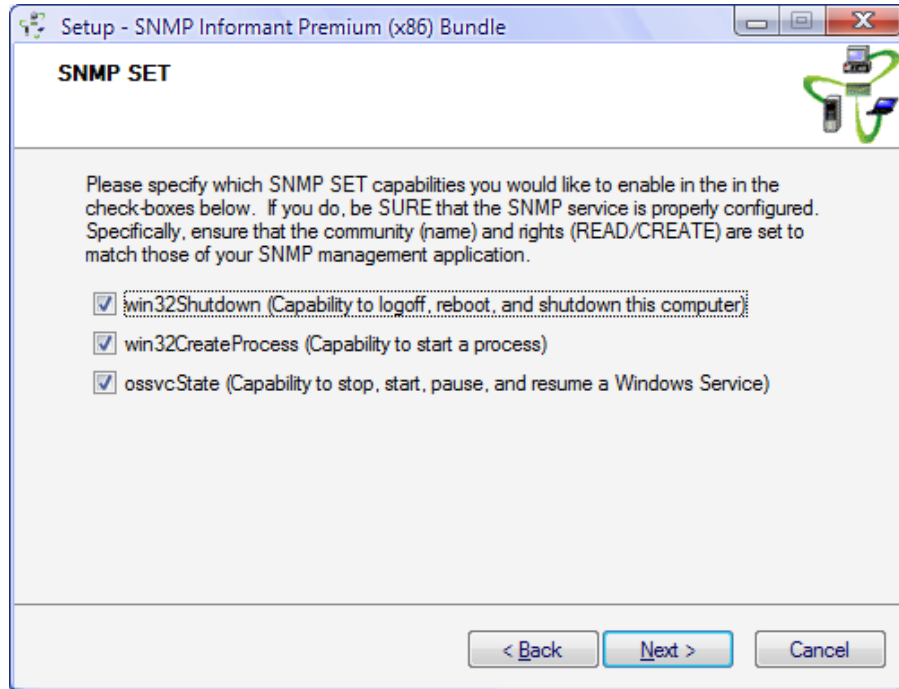 Setup - SNMP Informant Premium (x86) Bundle
SNMP SET
Please specify which SNMP SET capabilities you would like to enable in the in the
check-boxes below.  If you do, be SURE that the SNMP service is properly configured.
Specifically, ensure that the community (name) and rights (READ/CREATE) are set to
match those of your SNMP management application.
win32Shutdown (Capability to logoff, reboot, and shutdown this computer)
win32CreateProcess (Capability to start a process)
ossvcState (Capability to stop, start, pause, and resume a Windows Service)
< Back
Next >
Cancel